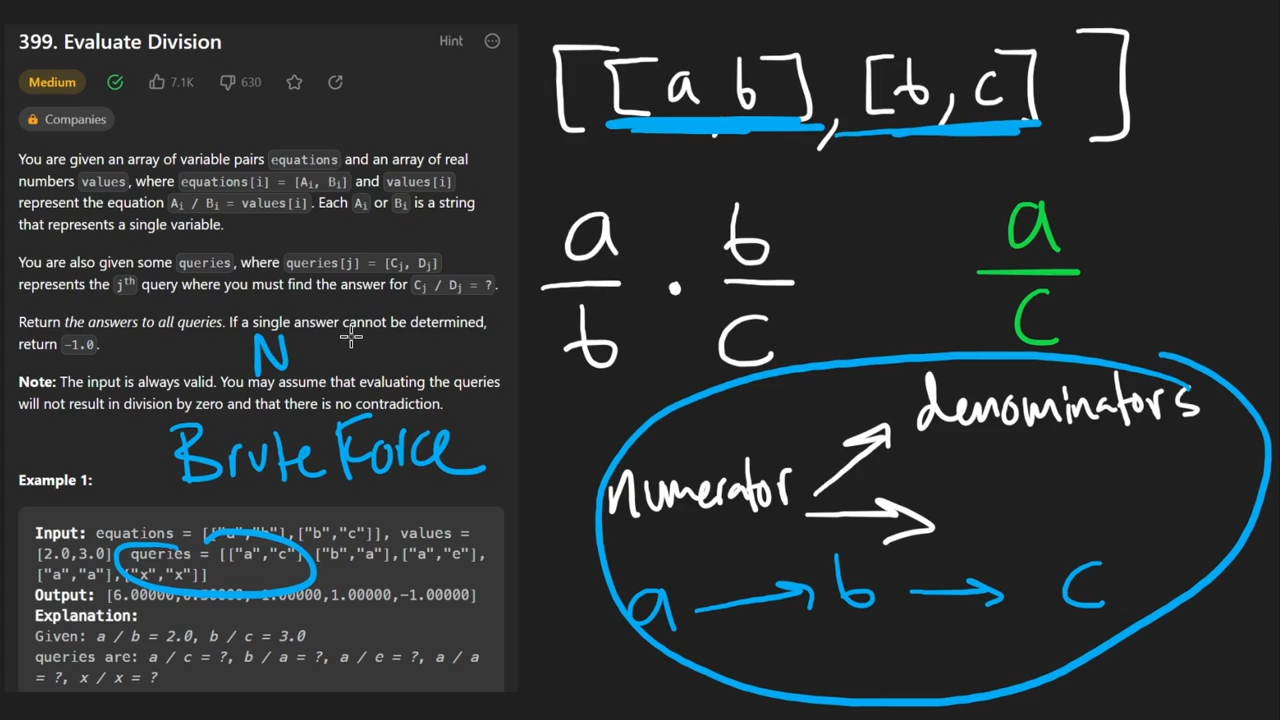 399. Evaluate Division
Hint
Medium
7.1K
630
Companies
You are given an array of variable pairs equations and an array of real
numbers values, where equations[i] = [Ai, Bi] and values[i]
represent the equation Ai / Bi = values[i]. Each Ai or Bi is a string
that represents a single variable.
You are also given some queries, where queries[j] = [Cj, Dj]
represents the jth query where you must find the answer for Cj / Dj = ?.
Return the answers to all queries. If a single answer cannot be determined,
return -1.0.
N
Note: The input is always valid. You may assume that evaluating the queries
will not result in division by zero and that there is no contradiction.
Brute Force
Example 1:
Input: equations = [["a","b"],["b","c"]], values =
[2.0,3.0] queries = [["a","c"] ["b","a"],["a","e"],
["a","a"],["x","x"]]
Output: [6.00000, 1.00000,1.00000,-1.00000]
Explanation:
Given: a / b = 2.0, b / c = 3.0
queries are: a / c = ?, b / a = ?, a / e = ?, a / a
= ?, x / x = ?
[[a b], [b, c] ]
a b a
· 
b c c
denominators
numerator
a b c